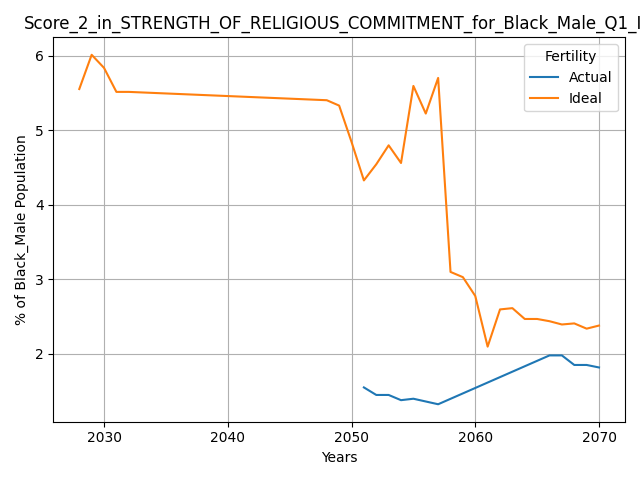 Score_2_in_STRENGTH_OF_RELIGIOUS_COMMITMENT_for_Black_Male_Q1_I
Fertility
Actual
Ideal
% of Black_Male Population
6
5
4
3
2
2030 2040 2050 2060 2070
Years